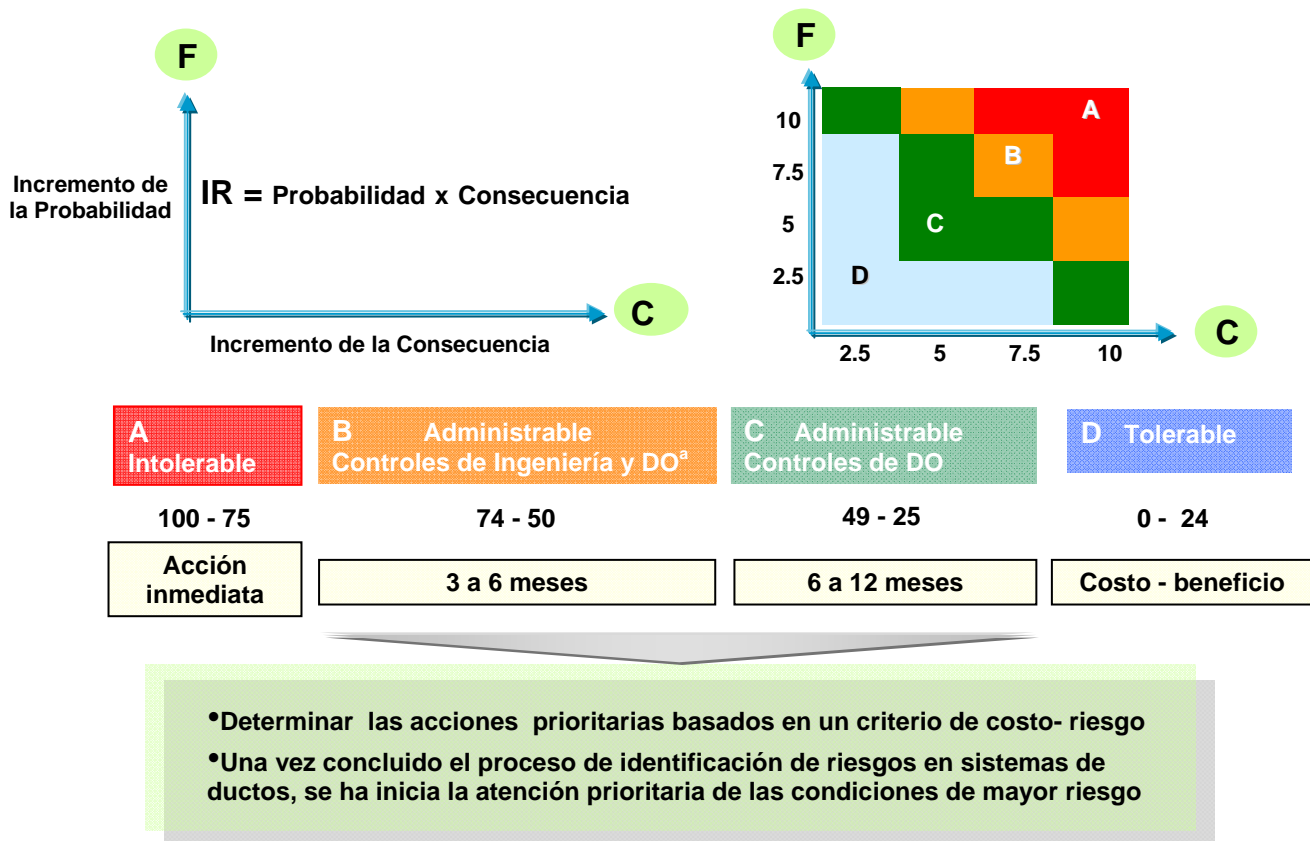 F
Incremento de
la Probabilidad
IR = Probabilidad x Consecuencia
C
Incremento de la Consecuencia
F
10
7.5
5
2.5
A
B
C
D
2.5 5 7.5 10
C
A
Intolerable
B Administrable
Controles de Ingeniería y DOª
C Administrable
Controles de DO
D Tolerable
100 - 75
74 - 50
49 - 25
0 - 24
Acción
inmediata
3 a 6 meses
6 a 12 meses
Costo - beneficio
•Determinar las acciones prioritarias basados en un criterio de costo- riesgo
•Una vez concluido el proceso de identificación de riesgos en sistemas de
ductos, se ha inicia la atención prioritaria de las condiciones de mayor riesgo